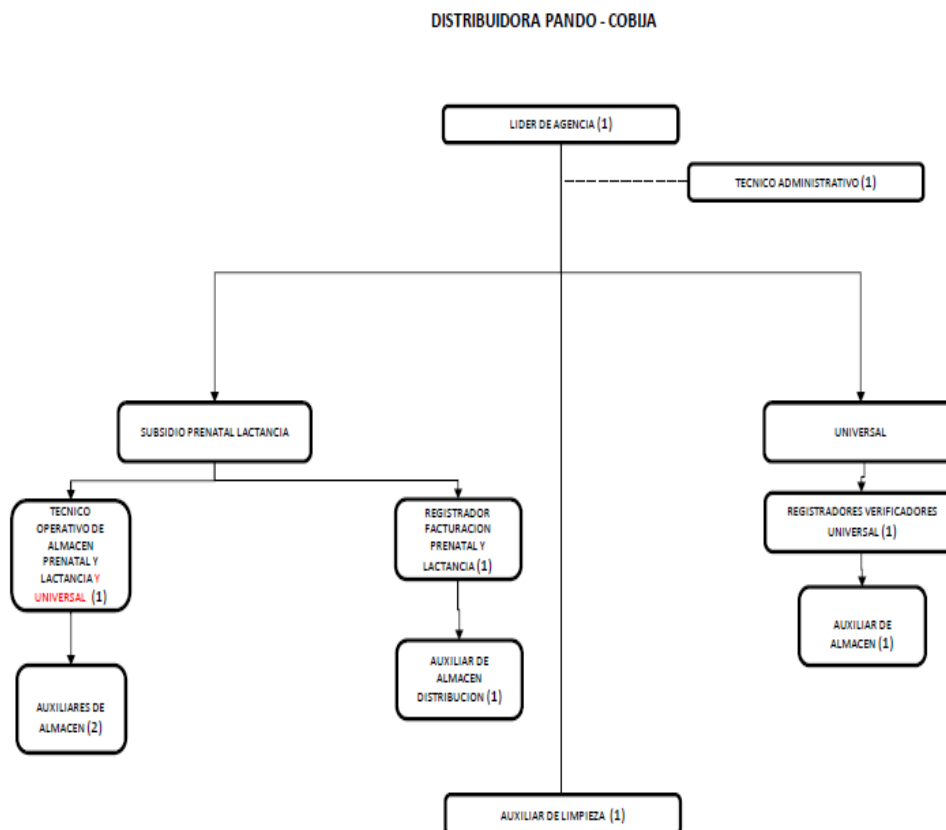 DISTRIBUIDORA PANDO - COBIJA
LIDER DE AGENCIA (1)
TECNICO ADMINISTRATIVO (1)
SUBSIDIO PRENATAL LACTANCIA
UNIVERSAL
TECNICO
OPERATIVO DE
ALMACEN
PRENATAL Y
LACTANCIA Y
UNIVERSAL (1)
REGISTRADOR
FACTURACION
PRENATAL Y
LACTANCIA (1)
REGISTRADORES VERIFICADORES
UNIVERSAL (1)
AUXILIARES DE
ALMACEN (2)
AUXILIAR DE
ALMACEN
DISTRIBUCION (1)
AUXILIAR DE
ALMACEN (1)
AUXILIAR DE LIMPIEZA (1)